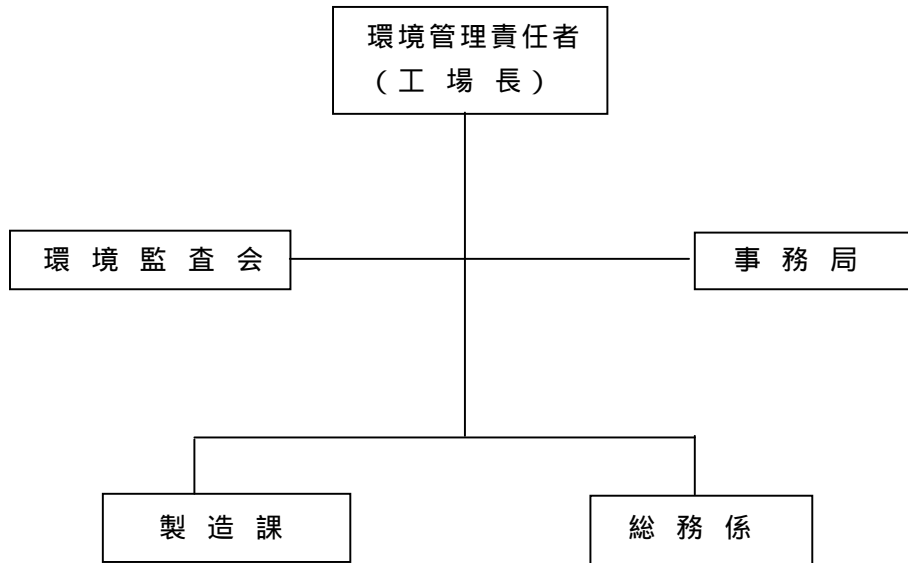 環境管理責任者
(工 場 長)
環 境 監 査 会
事 務 局
製 造 課
総 務 係